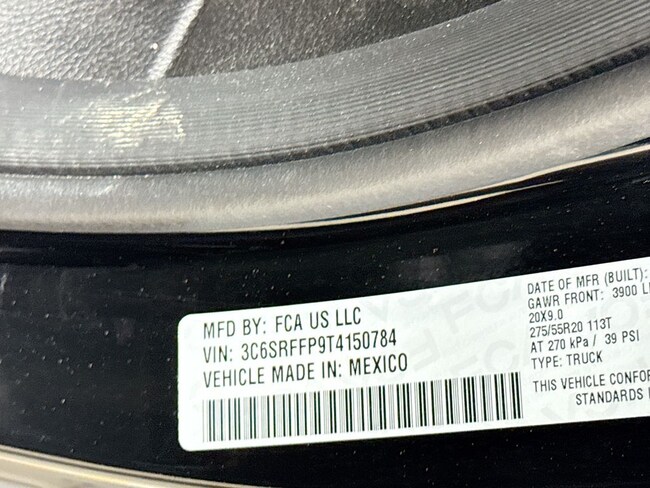 MFD BY: FCA US LLC
VIN: 3C6SRFFP9T4150784
VEHICLE MADE IN: MEXICO
DATE OF MFR (BUILT):
GAWR FRONT: 3900 L
20X9.0
275/55R20 113T
AT 270 kPa / 39 PSI
TYPE: TRUCK
THIS VEHICLE CONFOR
STANDARDS